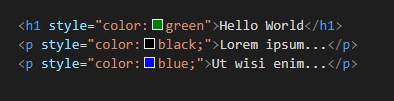 <h1 style="color:green">Hello World</h1>
<p style="color:black;">Lorem ipsum...</p>
<p style="color:blue;">Ut wisi enim...</p>